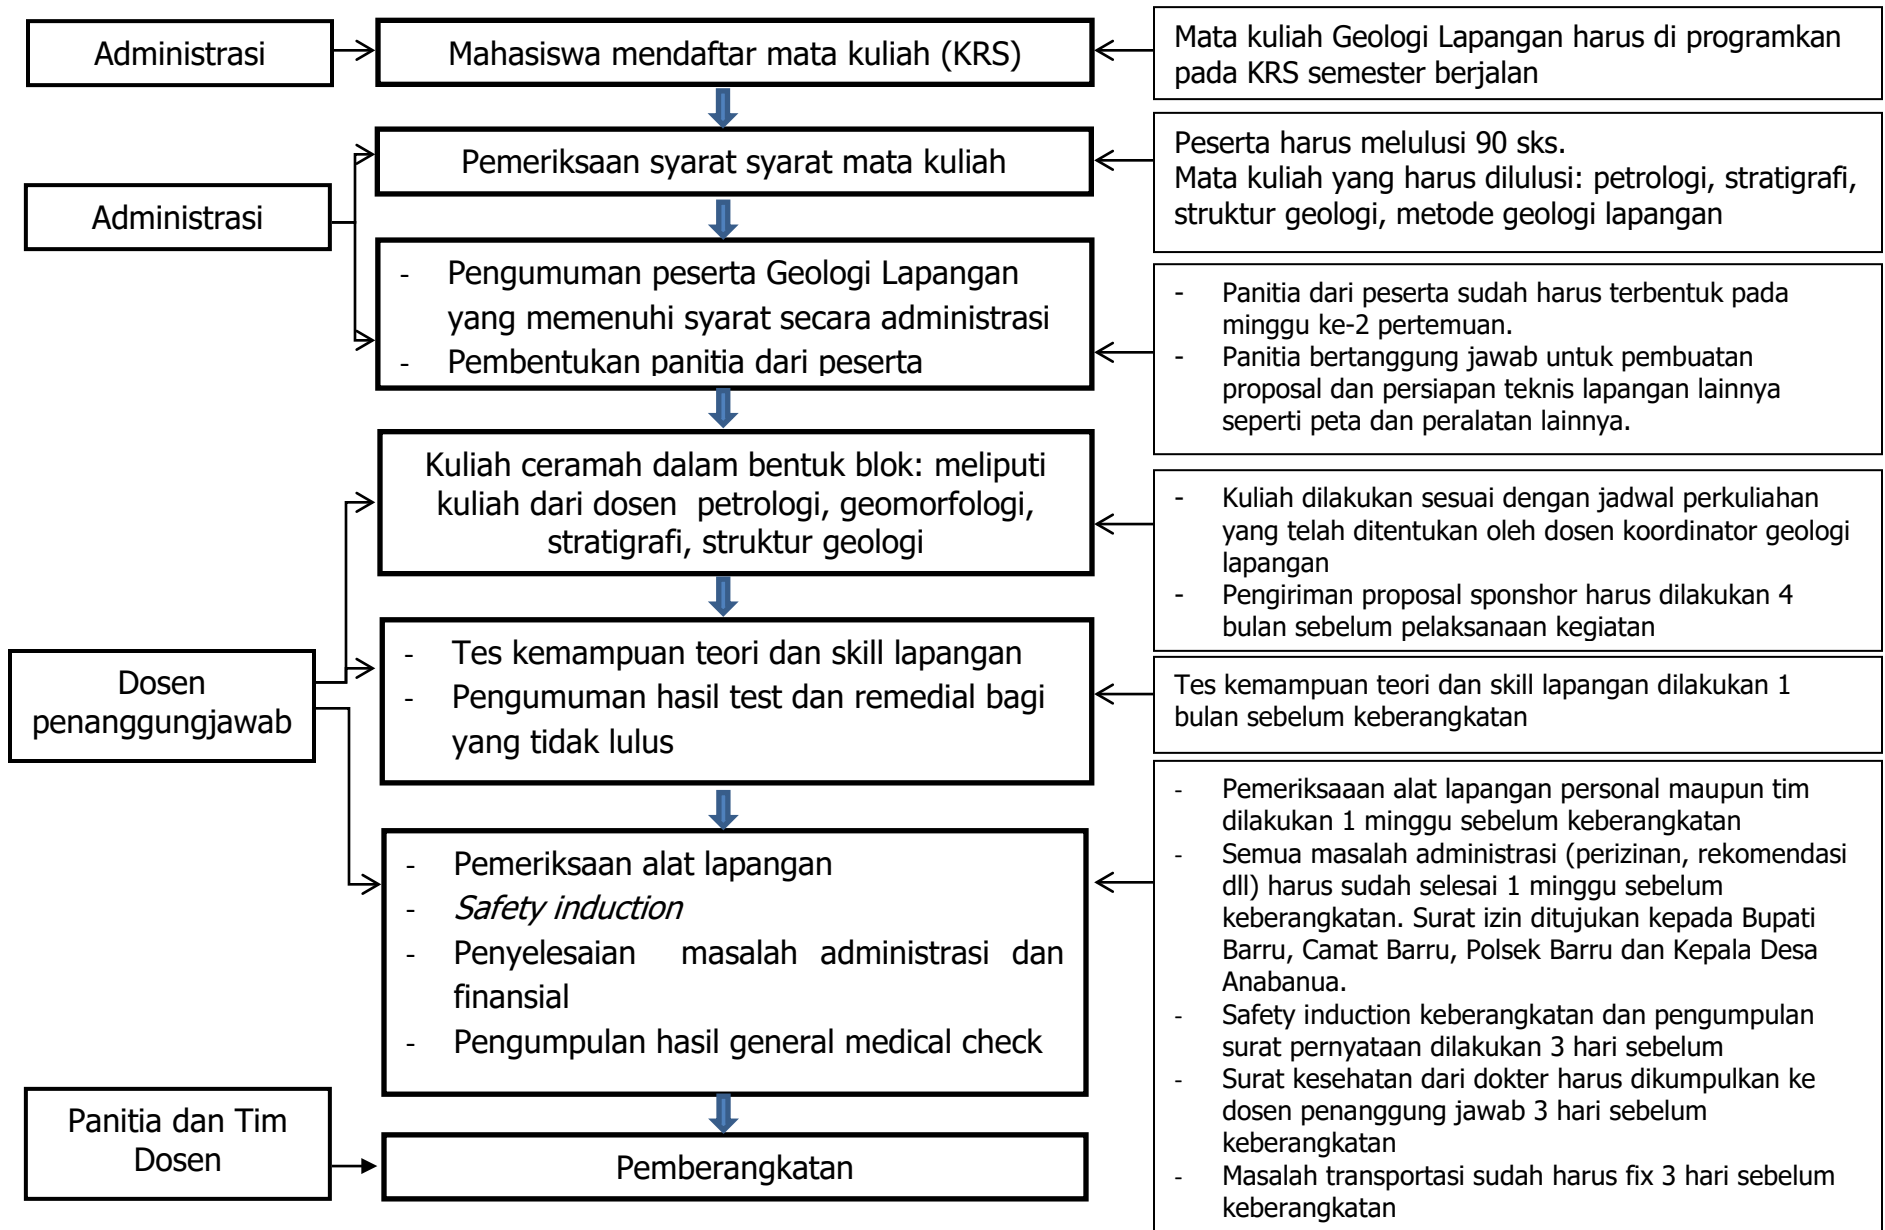 Administrasi
Mahasiswa mendaftar mata kuliah (KRS)
Mata kuliah Geologi Lapangan harus di programkan
pada KRS semester berjalan
Administrasi
Pemeriksaan syarat syarat mata kuliah
Peserta harus melulusi 90 sks.
Mata kuliah yang harus dilulusi: petrologi, stratigrafi,
struktur geologi, metode geologi lapangan
- Pengumuman peserta Geologi Lapangan
yang memenuhi syarat secara administrasi
- Pembentukan panitia dari peserta
- Panitia dari peserta sudah harus terbentuk pada
minggu ke-2 pertemuan.
- Panitia bertanggung jawab untuk pembuatan
proposal dan persiapan teknis lapangan lainnya
seperti peta dan peralatan lainnya.
Kuliah ceramah dalam bentuk blok: meliputi
kuliah dari dosen petrologi, geomorfologi,
stratigrafi, struktur geologi
- Kuliah dilakukan sesuai dengan jadwal perkuliahan
yang telah ditentukan oleh dosen koordinator geologi
lapangan
- Pengiriman proposal sponshor harus dilakukan 4
bulan sebelum pelaksanaan kegiatan
Dosen
penanggungjawab
- Tes kemampuan teori dan skill lapangan
- Pengumuman hasil test dan remedial bagi
yang tidak lulus
Tes kemampuan teori dan skill lapangan dilakukan 1
bulan sebelum keberangkatan
- Pemeriksaan alat lapangan
- Safety induction
- Penyelesaian masalah administrasi dan
finansial
- Pengumpulan hasil general medical check
- Pemeriksaaan alat lapangan personal maupun tim
dilakukan 1 minggu sebelum keberangkatan
- Semua masalah administrasi (perizinan, rekomendasi
dll) harus sudah selesai 1 minggu sebelum
keberangkatan. Surat izin ditujukan kepada Bupati
Barru, Camat Barru, Polsek Barru dan Kepala Desa
Anabanua.
- Safety induction keberangkatan dan pengumpulan
surat pernyataan dilakukan 3 hari sebelum
- Surat kesehatan dari dokter harus dikumpulkan ke
dosen penanggung jawab 3 hari sebelum
keberangkatan
- Masalah transportasi sudah harus fix 3 hari sebelum
keberangkatan
Panitia dan Tim
Dosen
Pemberangkatan